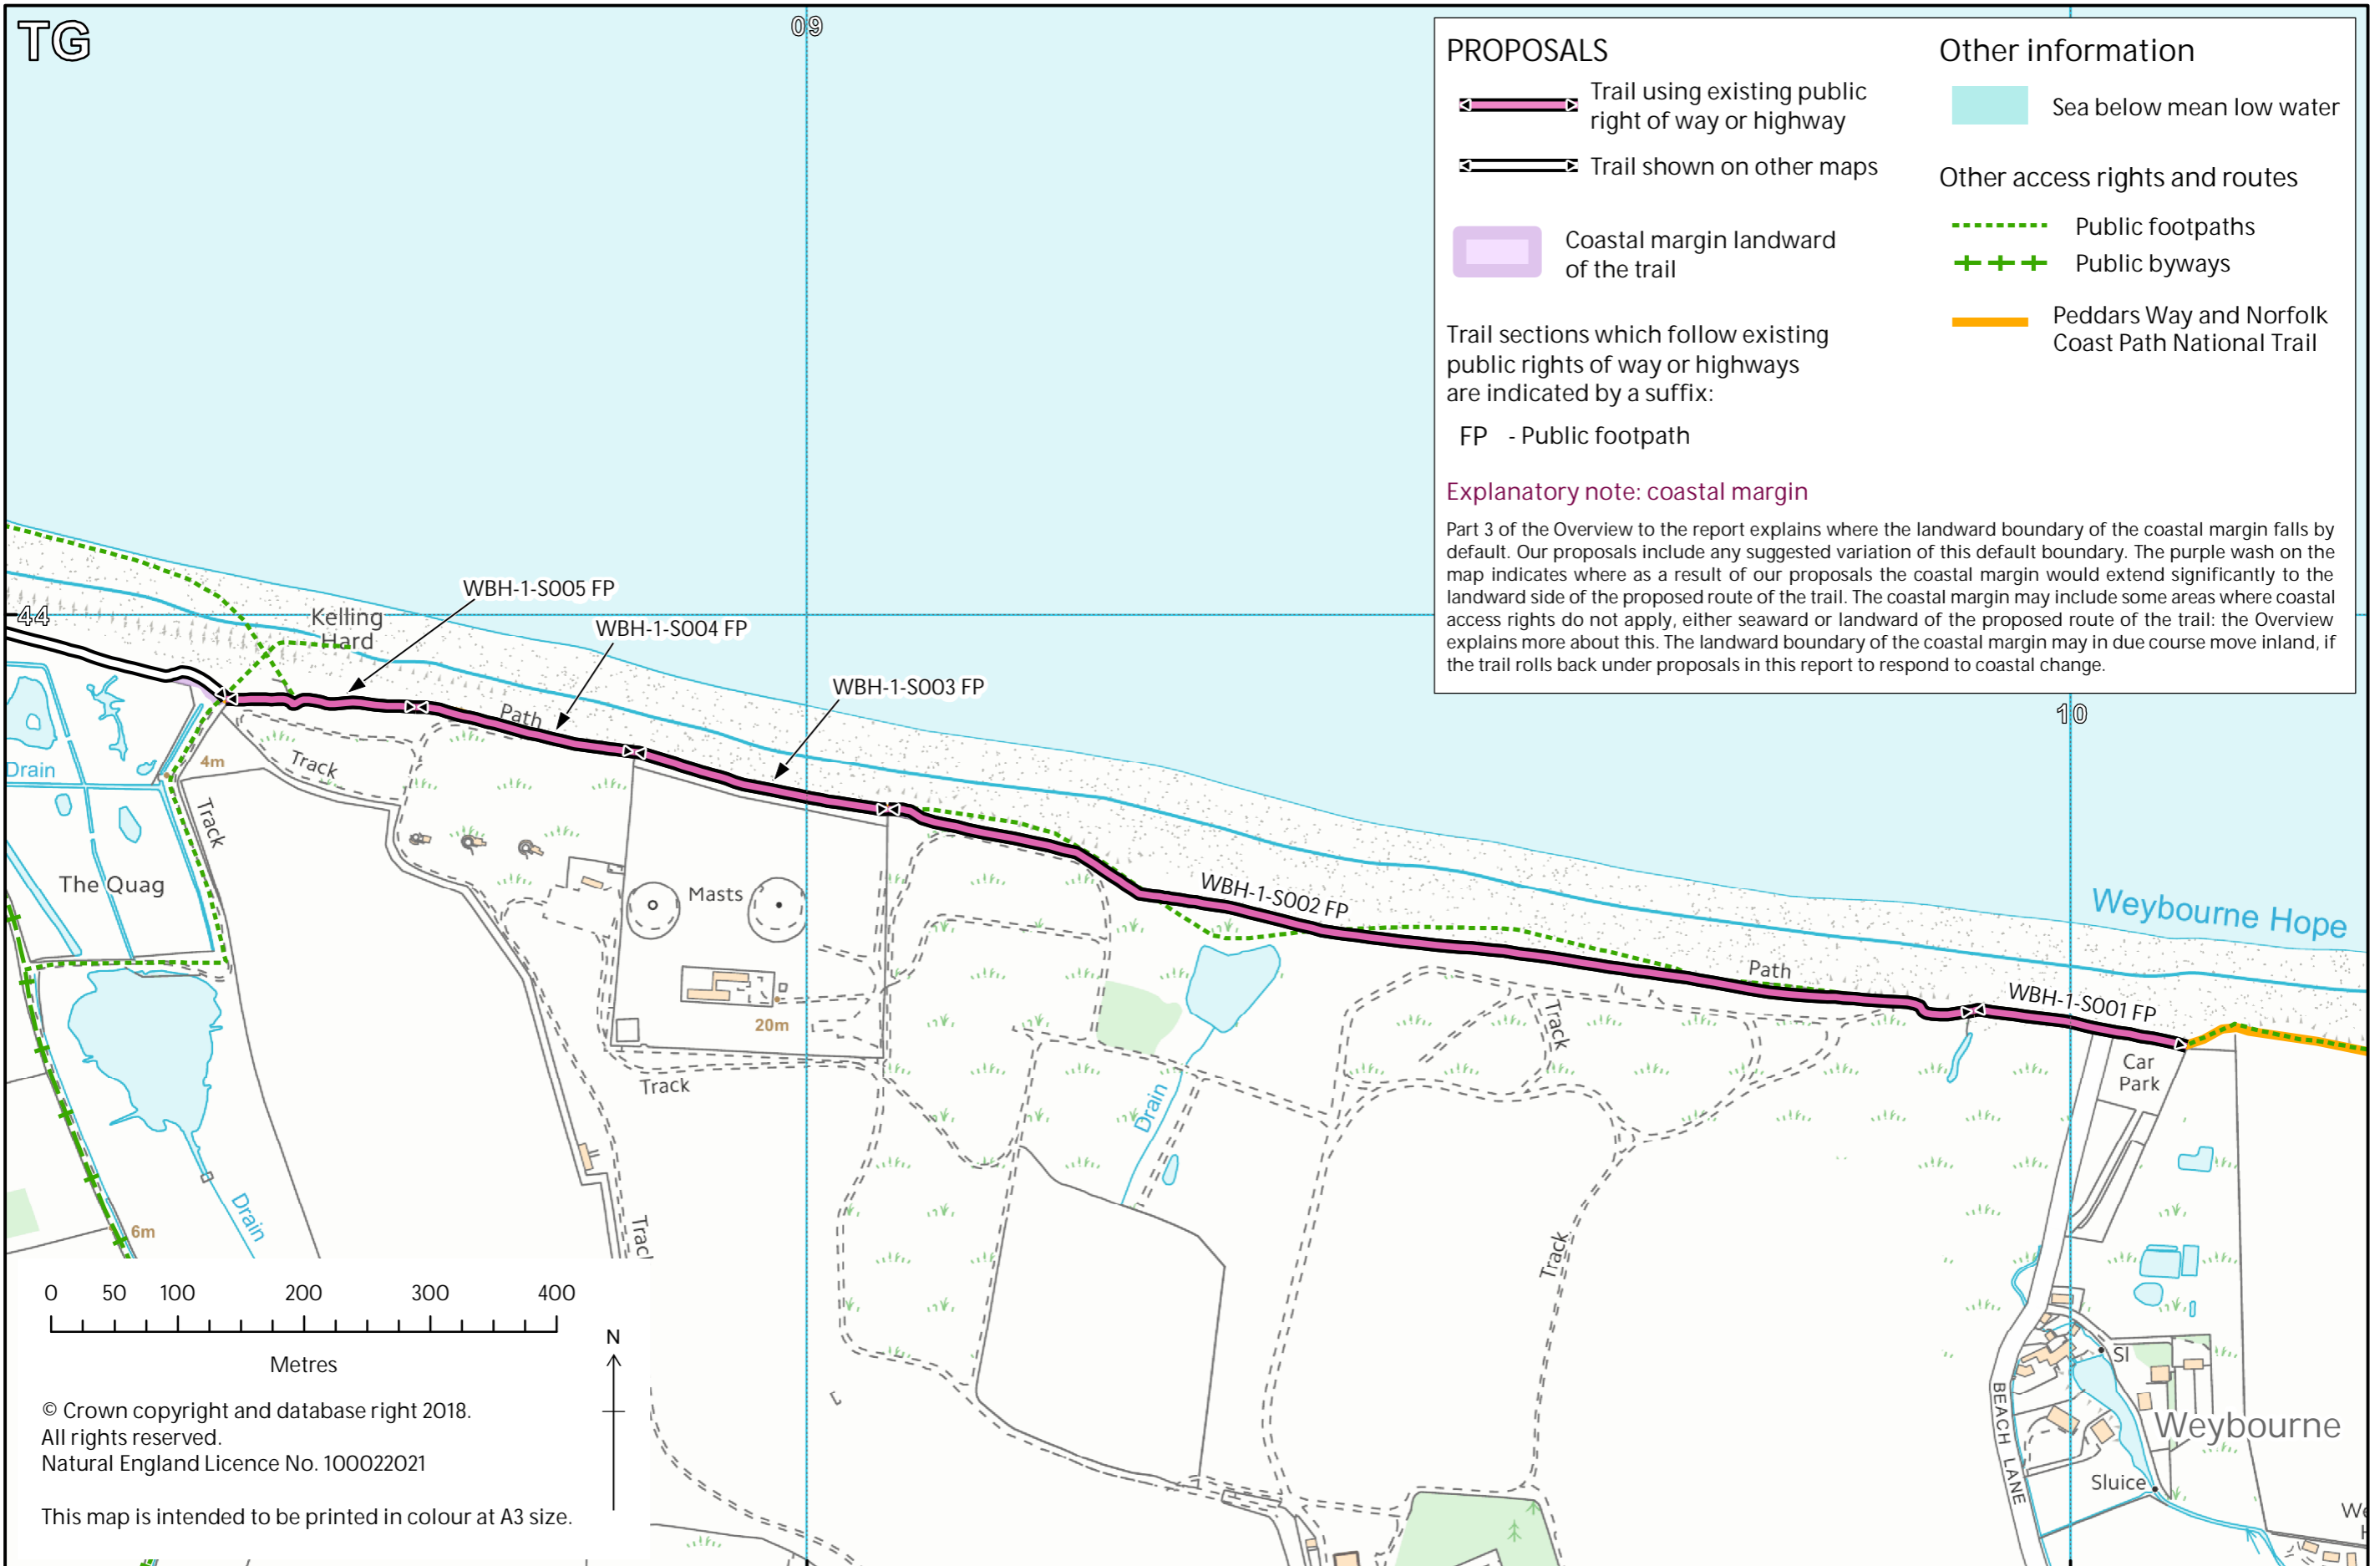 TG
09
PROPOSALS
Trail using existing public
right of way or highway
Trail shown on other maps
Coastal margin landward
of the trail
Trail sections which follow existing
public rights of way or highways
are indicated by a suffix:
FP - Public footpath
Other information
Sea below mean low water
Other access rights and routes
Public footpaths
Public byways
Peddars Way and Norfolk
Coast Path National Trail
Explanatory note: coastal margin
Part 3 of the Overview to the report explains where the landward boundary of the coastal margin falls by
default. Our proposals include any suggested variation of this default boundary. The purple wash on the
map indicates where as a result of our proposals the coastal margin would extend significantly to the
landward side of the proposed route of the trail. The coastal margin may include some areas where coastal
access rights do not apply, either seaward or landward of the proposed route of the trail: the Overview
explains more about this. The landward boundary of the coastal margin may in due course move inland, if
the trail rolls back under proposals in this report to respond to coastal change.
44
Kelling
Hard
WBH-1-S005 FP
WBH-1-S004 FP
WBH-1-S003 FP
10
Path
Track
4m
Drain
Track
The Quag
Masts
WBH-1-S002 FP
Weybourne Hope
Path
WBH-1-S001 FP
20m
Track
Track
Car
Park
Drain
Drain
6m
Track
Track
0 50 100 200 300 400
Metres
N
BEACH LANE
Sl
Weybourne
Sluice
We
© Crown copyright and database right 2018.
All rights reserved.
Natural England Licence No. 100022021
This map is intended to be printed in colour at A3 size.